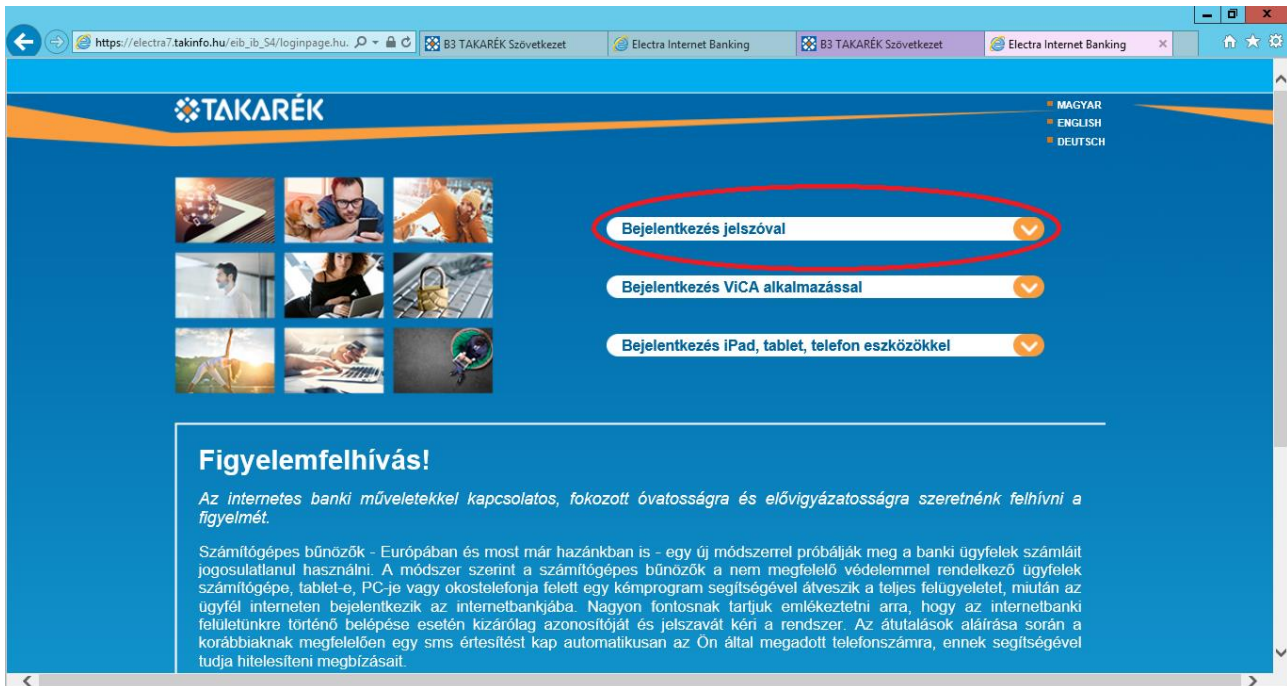 https://electra7.takinfo.hu/eib_ib_S4/loginpage.hu.
B3 TAKARÉK Szövetkezet
Electra Internet Banking
B3 TAKARÉK Szövetkezet
Electra Internet Banking
TAKARÉK
MAGYAR
ENGLISH
DEUTSCH
Bejelentkezés jelszóval
Bejelentkezés ViCA alkalmazással
Bejelentkezés iPad, tablet, telefon eszközökkel
Figyelemfelhívás!
Az internetes banki műveletekkel kapcsolatos, fokozott óvatosságra és elővigyázatosságra szeretnénk felhívni a
figyelmét.
Számítógépes bűnözők - Európában és most már hazánkban is - egy új módszerrel próbálják meg a banki ügyfelek számláit
jogosulatlanul használni. A módszer szerint a számítógépes bűnözők a nem megfelelő védelemmel rendelkező ügyfelek
számítógépe, tablet-e, PC-je vagy okostelefonja felett egy kémprogram segítségével átveszik a teljes felügyeletet, miután az
ügyfél interneten bejelentkezik az internetbankjába. Nagyon fontosnak tartjuk emlékeztetni arra, hogy az internetbanki
felületünkre történő belépése esetén kizárólag azonosítóját és jelszavát kéri a rendszer. Az átutalások aláírása során a
korábbiaknak megfelelően egy sms értesítést kap automatikusan az Ön által megadott telefonszámra, ennek segítségével
tudja hitelesíteni megbízásait.